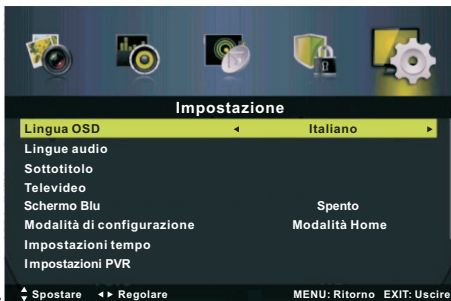 Impostazione
Lingua OSD Italiano
Lingue audio
Sottotitolo
Televideo
Schermo Blu Spento
Modalità di configurazione Modalità Home
Impostazioni tempo
Impostazioni PVR
Spostare Regolare MENU: Ritorno EXIT: Uscire